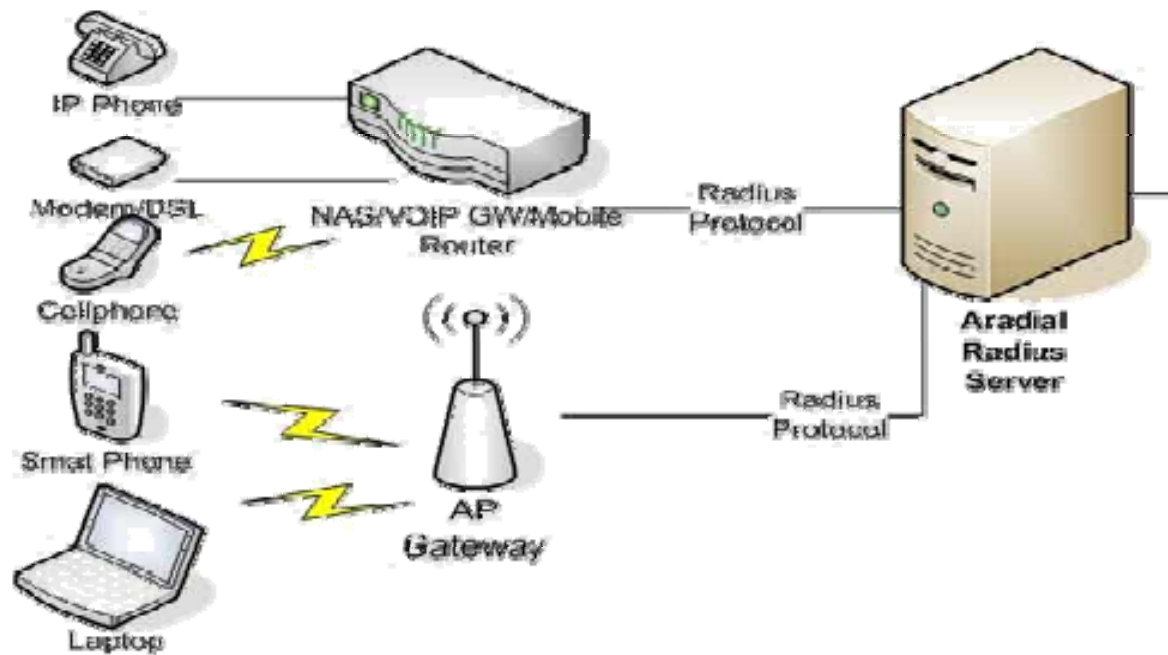 IP Phone
Modem/DSL
Cellphone
Smat Phone
Laptop
NAS/VOIP GW/Mobile
Router
AP
Gateway
Radius
Protocol
Radius
Protocol
Aradial
Radius
Server